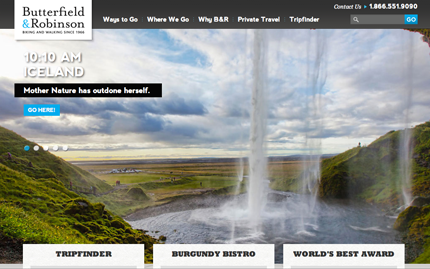 Butterfield
& Robinson
BIKING AND WALKING SINCE 1966
Contact Us 1.866.551.9090
Ways to Go Where We Go Why B&R Private Travel Tripfinder
GO
10:10 AM
ICELAND
Mother Nature has outdone herself.
GO HERE!
TRIPFINDER BURGUNDY BISTRO WORLD'S BEST AWARD